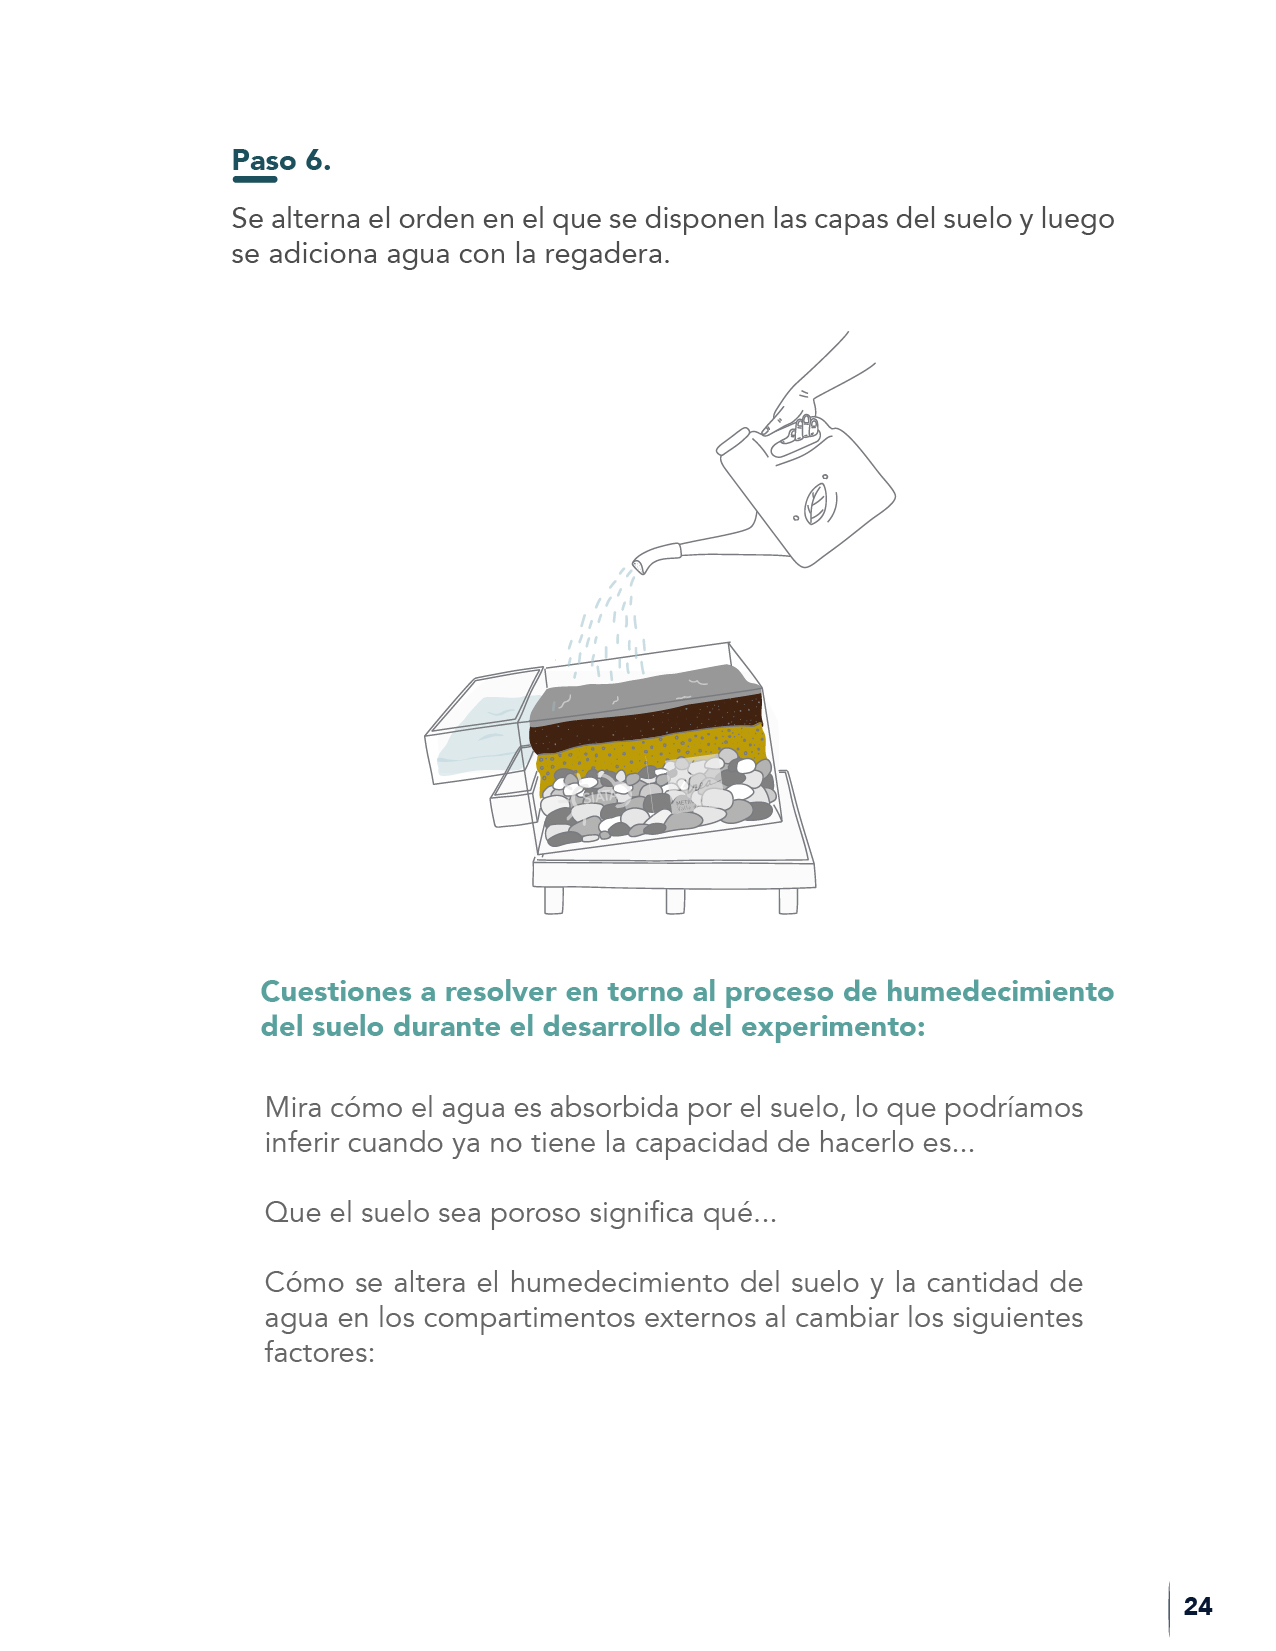 Paso 6.
Se alterna el orden en el que se disponen las capas del suelo y luego
se adiciona agua con la regadera.
SIATA
Cuestiones a resolver en torno al proceso de humedecimiento
del suelo durante el desarrollo del experimento:
Mira cómo el agua es absorbida por el suelo, lo que podríamos
inferir cuando ya no tiene la capacidad de hacerlo es...
Que el suelo sea poroso significa qué...
Cómo se altera el humedecimiento del suelo y la cantidad de
agua en los compartimentos externos al cambiar los siguientes
factores:
24